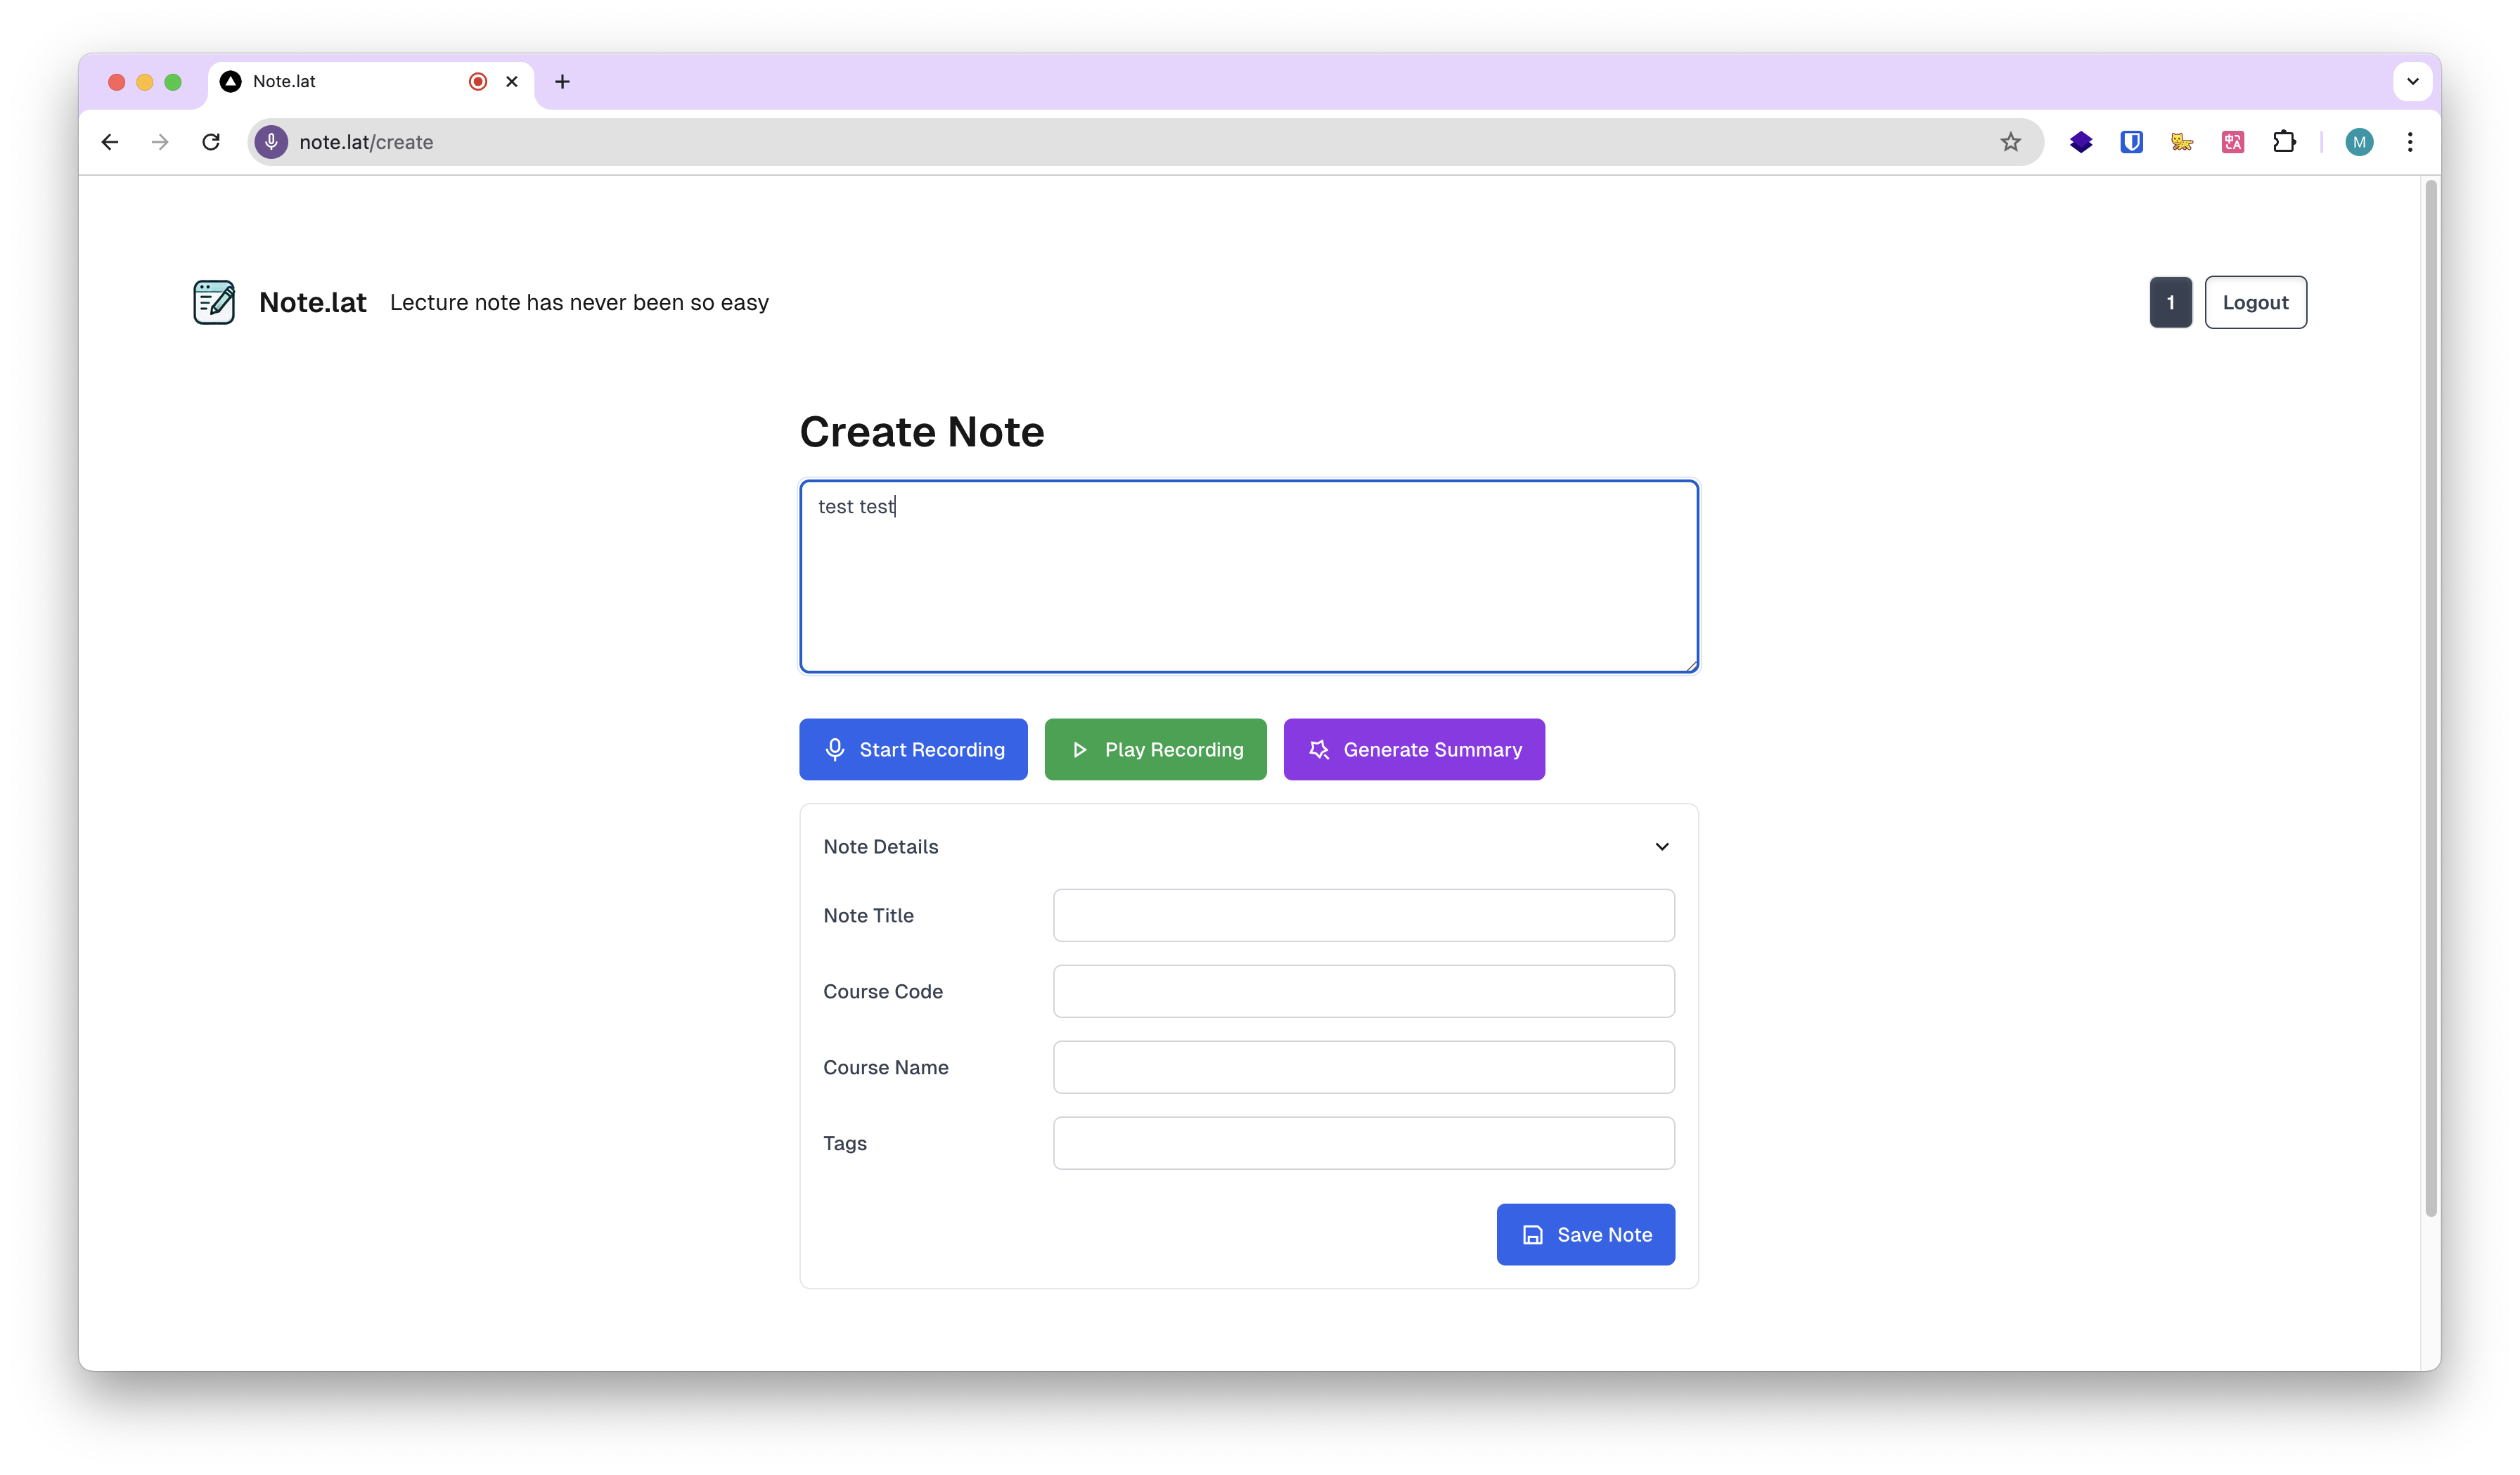 Note.lat
note.lat/create
M
Note.lat Lecture note has never been so easy
1 Logout
Create Note
test test
Start Recording Play Recording Generate Summary
Note Details
Note Title
Course Code
Course Name
Tags
Save Note